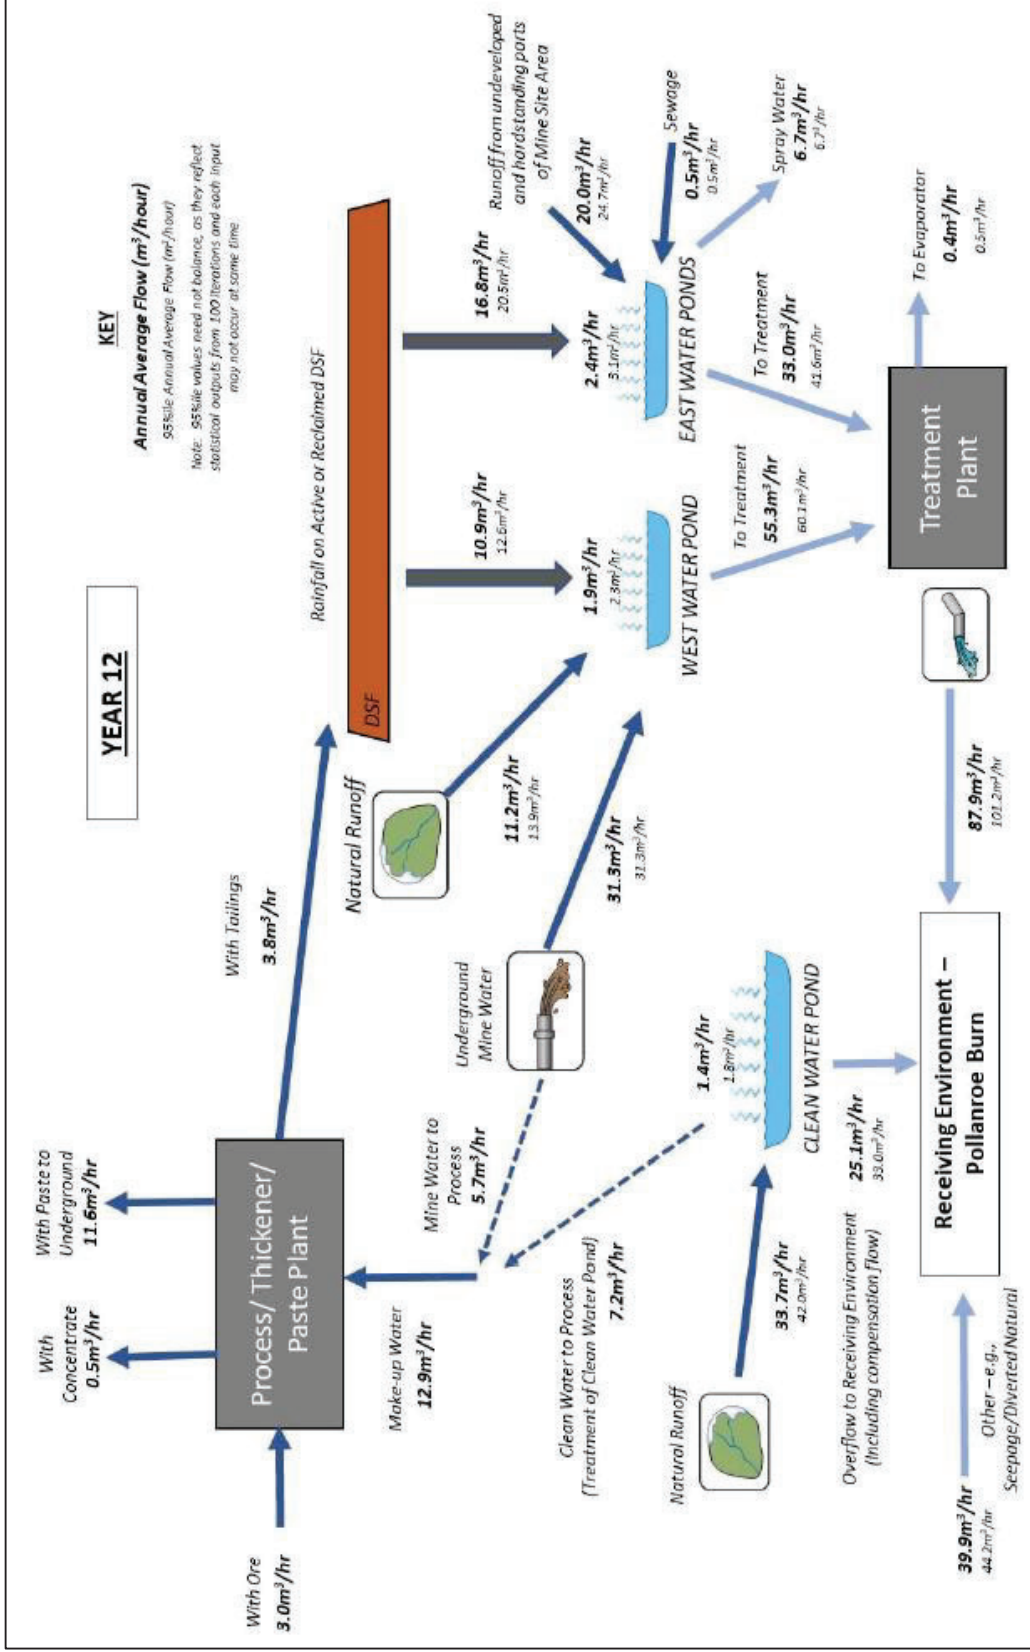 YEAR 12
KEY
Annual Average Flow (m³/hour)
95%ile Annual Average Flow (m³/hour)
Note: 95%ile values need not balance, as they reflect
statistical outputs from 100 iterations and each input
may not occur at same time
With Ore
3.0m³/hr
With
Concentrate
0.5m³/hr
With Paste to
Underground
11.6m³/hr
Process/ Thickener/
Paste Plant
With Tailings
3.8m³/hr
Make-up Water
12.9m³/hr
Mine Water to
Process
5.7m³/hr
Clean Water to Process
(Treatment of Clean Water Pond)
7.2m³/hr
Underground
Mine Water
31.3m³/hr
31.3m³/hr
Natural Runoff
11.2m³/hr
13.9m³/hr
Rainfall on Active or Reclaimed DSF
DSF
10.9m³/hr
12.6m³/hr
16.8m³/hr
20.5m³/hr
Runoff from undeveloped
and hardstanding parts
of Mine Site Area
20.0m³/hr
24.7m³/hr
Sewage
0.5m³/hr
0.5m³/hr
1.9m³/hr
2.3m³/hr
WEST WATER POND
2.4m³/hr
3.1m³/hr
EAST WATER PONDS
Spray Water
6.7m³/hr
6.7³/hr
To Treatment
55.3m³/hr
60.1m³/hr
To Treatment
33.0m³/hr
41.6m³/hr
Treatment
Plant
To Evaporator
0.4m³/hr
0.5m³/hr
87.9m³/hr
101.2m³/hr
Natural Runoff
33.7m³/hr
42.0m³/hr
1.4m³/hr
1.8m³/hr
CLEAN WATER POND
Overflow to Receiving Environment
(Including compensation flow)
25.1m³/hr
33.0m³/hr
Receiving Environment –
Pollanroe Burn
39.9m³/hr
44.2m³/hr
Other – e.g.,
Seepage/Diverted Natural